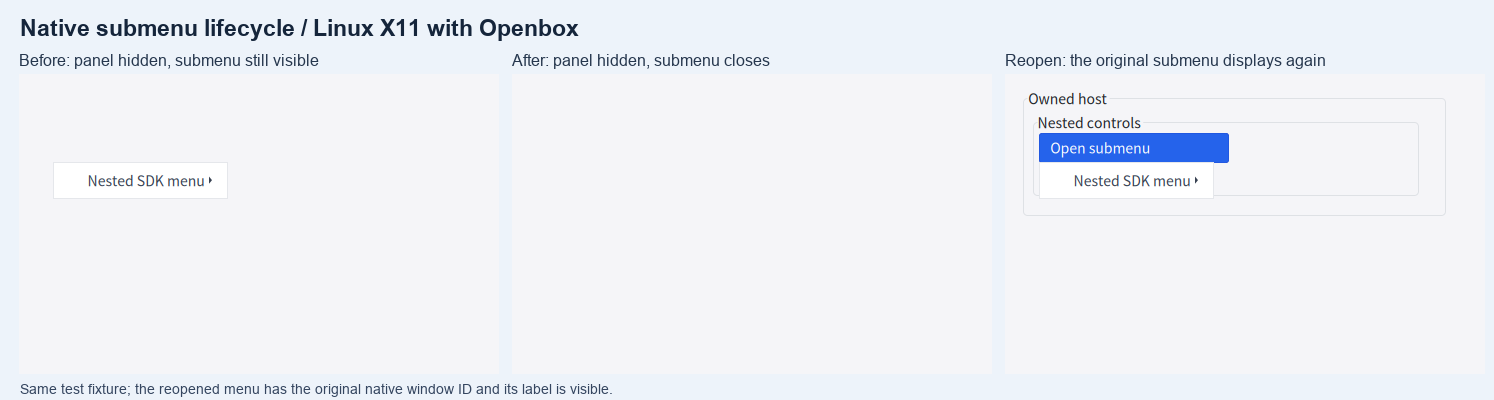 Native submenu lifecycle / Linux X11 with Openbox
Before: panel hidden, submenu still visible
Nested SDK menu
After: panel hidden, submenu closes
Reopen: the original submenu displays again
Owned host
Nested controls
Open submenu
Nested SDK menu
Same test fixture; the reopened menu has the original native window ID and its label is visible.